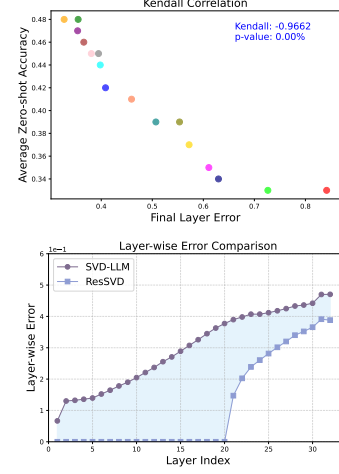 Kendall Correlation
Kendall: -0.9662
p-value: 0.00%
Average Zero-shot Accuracy
0.48
0.46
0.44
0.42
0.40
0.38
0.36
0.34
0.4 0.5 0.6 0.7 0.8
Final Layer Error
Layer-wise Error Comparison
1e−1
SVD-LLM
ResSVD
Layer-wise Error
6
5
4
3
2
1
0
0 5 10 15 20 25 30
Layer Index